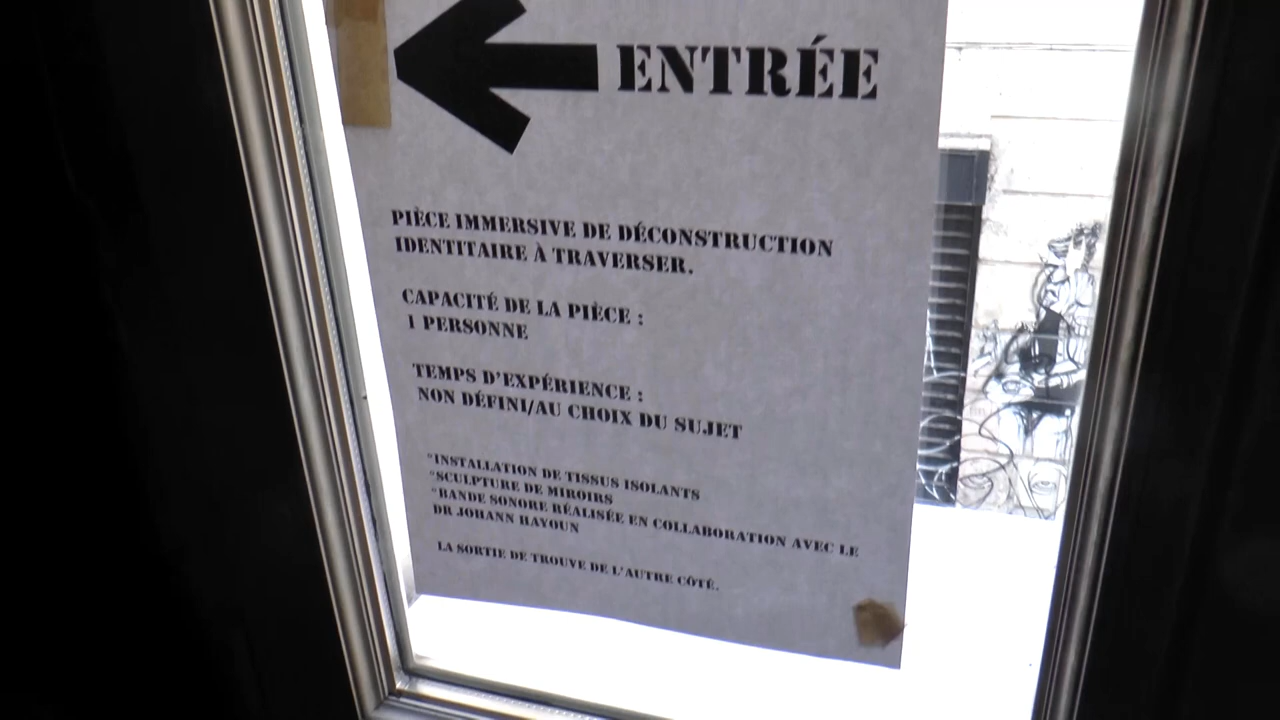 ENTRÉE
PIÈCE IMMERSIVE DE DÉCONSTRUCTION
IDENTITAIRE À TRAVERSER.
CAPACITÉ DE LA PIÈCE :
1 PERSONNE
TEMPS D'EXPÉRIENCE :
NON DÉFINI/AU CHOIX DU SUJET
*INSTALLATION DE TISSUS ISOLANTS
*SCULPTURE DE MIROIRS
*BANDE SONORE RÉALISÉE EN COLLABORATION AVEC LE
DR JOHANN HAYOUN
LA SORTIE DE TROUVE DE L'AUTRE CÔTÉ.